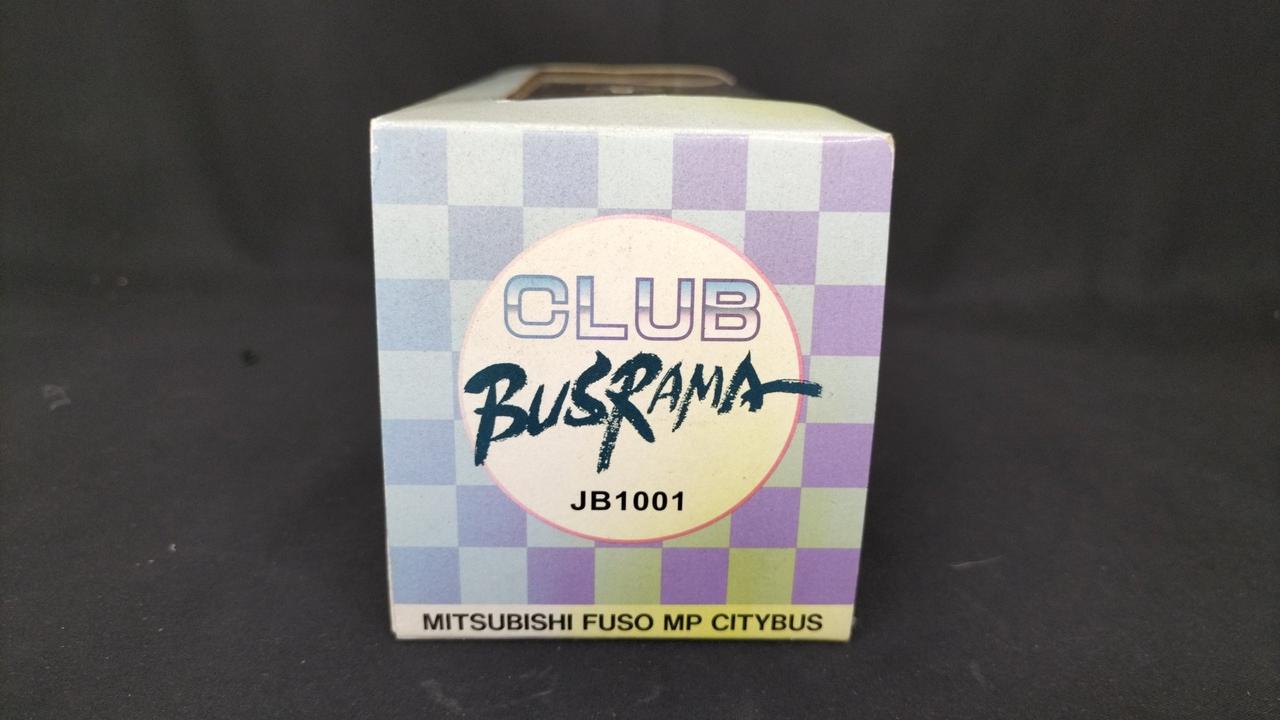 CLUB
BUSRAMA
JB1001
MITSUBISHI FUSO MP CITYBUS